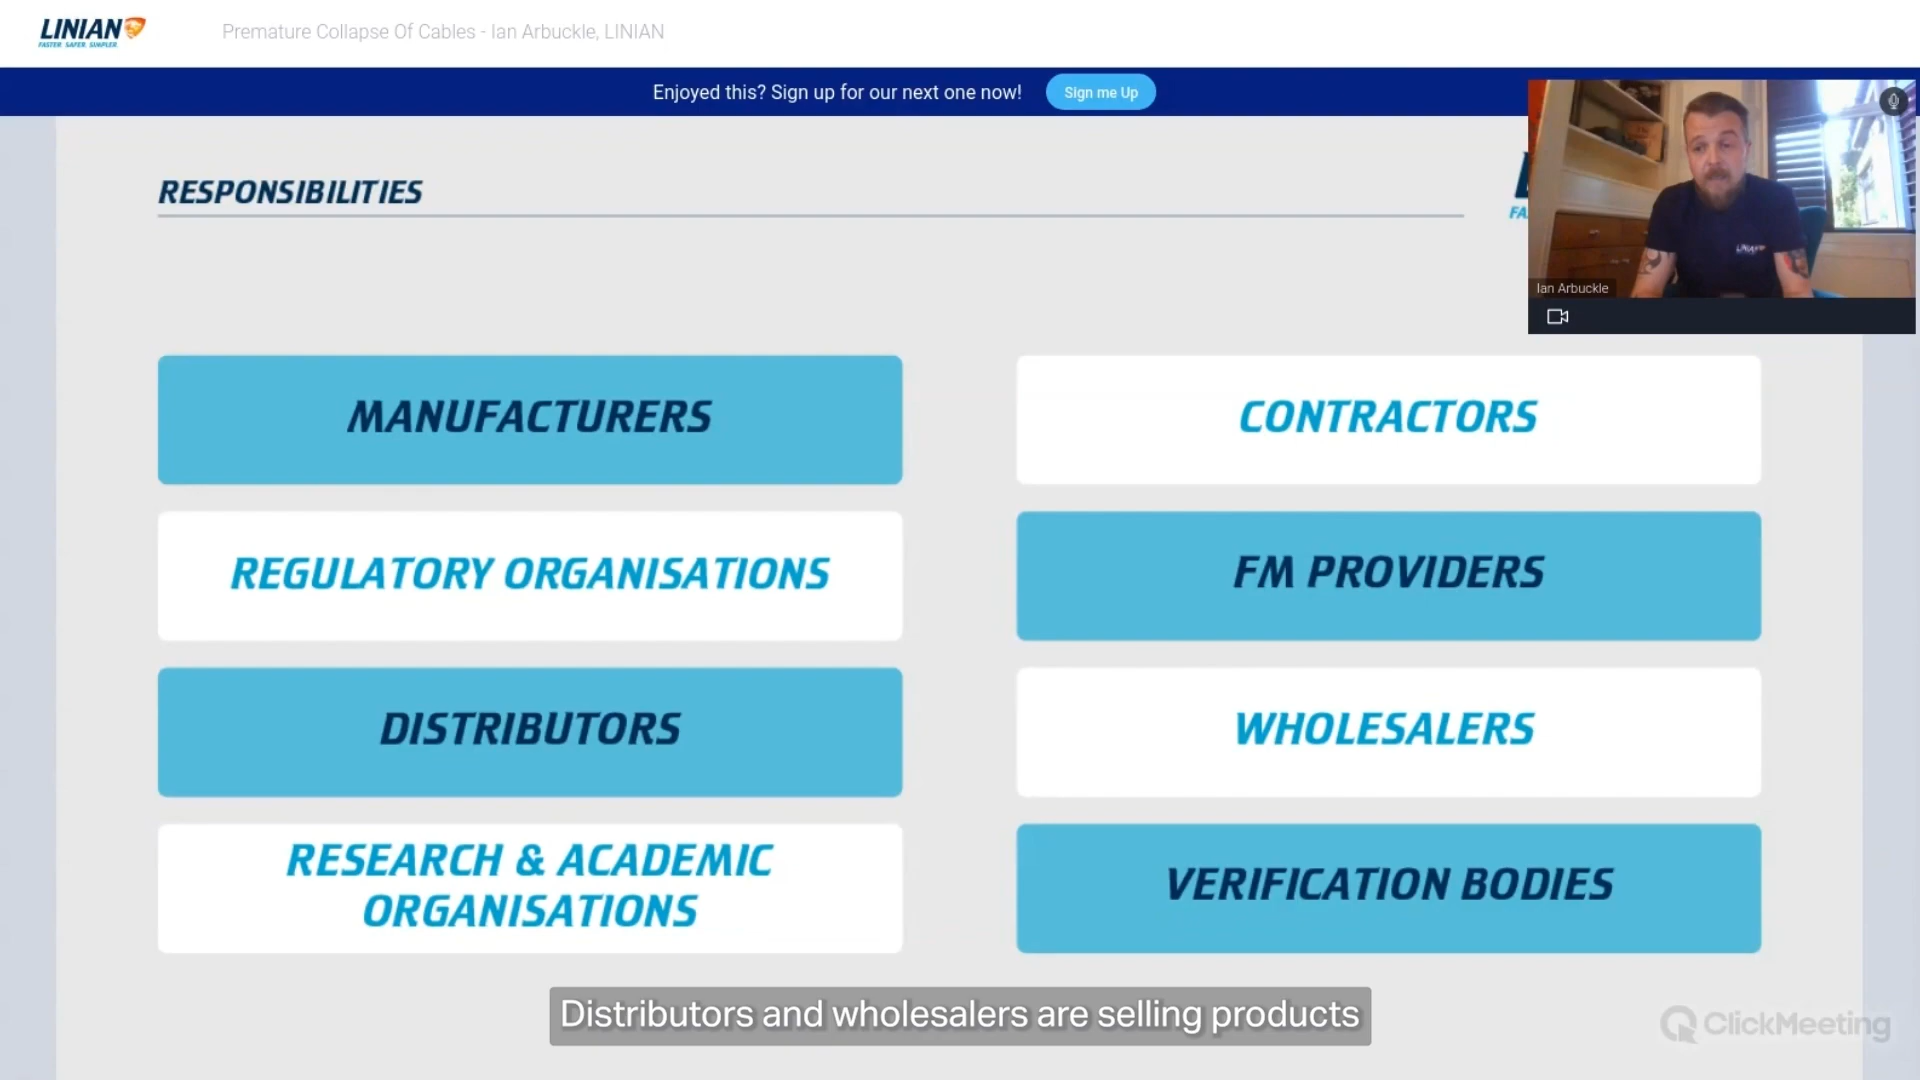 LINIAN
FASTER. SAFER. SIMPLER.
Premature Collapse Of Cables - Ian Arbuckle, LINIAN
Enjoyed this? Sign up for our next one now!
Sign me Up
RESPONSIBILITIES
FA
LINIAN
Ian Arbuckle
MANUFACTURERS
CONTRACTORS
REGULATORY ORGANISATIONS
FM PROVIDERS
DISTRIBUTORS
WHOLESALERS
RESEARCH & ACADEMIC
ORGANISATIONS
VERIFICATION BODIES
Distributors and wholesalers are selling products
ClickMeeting